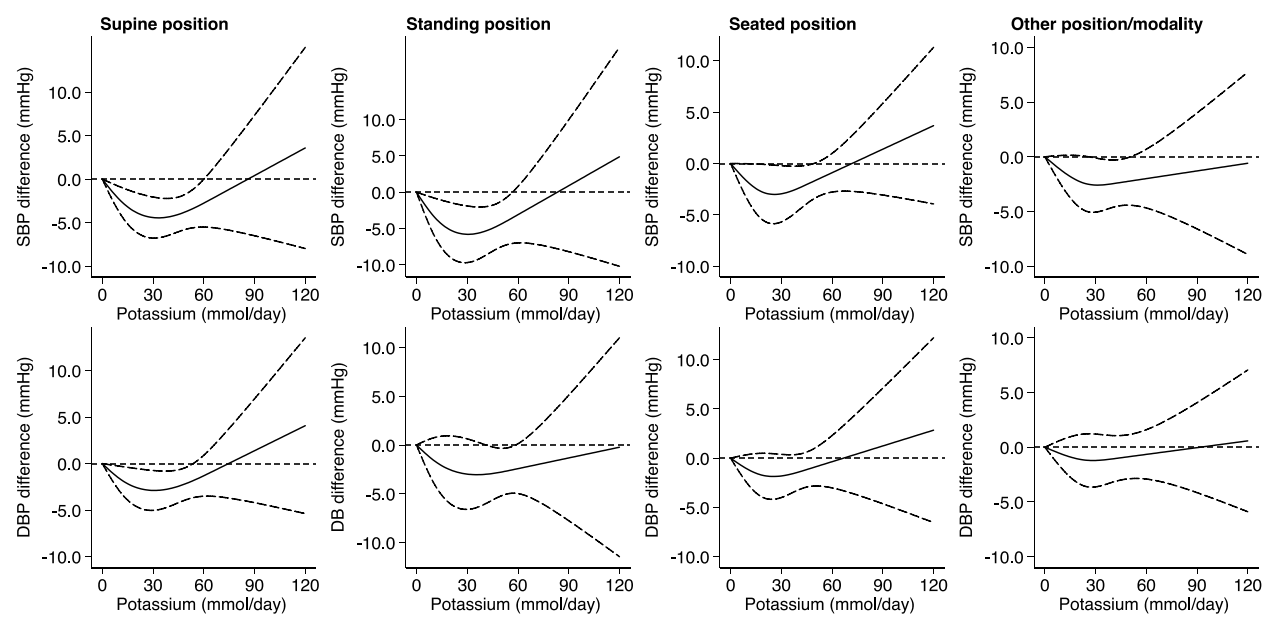 Supine position
Standing position
Seated position
Other position/modality
SBP difference (mmHg)
10.0
5.0
0.0
-5.0
-10.0
0 30 60 90 120
Potassium (mmol/day)
SBP difference (mmHg)
10.0
5.0
0.0
-5.0
-10.0
0 30 60 90 120
Potassium (mmol/day)
SBP difference (mmHg)
10.0
5.0
0.0
-5.0
-10.0
0 30 60 90 120
Potassium (mmol/day)
SBP difference (mmHg)
10.0
5.0
0.0
-5.0
-10.0
0 30 60 90 120
Potassium (mmol/day)
DBP difference (mmHg)
10.0
5.0
0.0
-5.0
-10.0
0 30 60 90 120
Potassium (mmol/day)
DB difference (mmHg)
10.0
5.0
0.0
-5.0
-10.0
0 30 60 90 120
Potassium (mmol/day)
DBP difference (mmHg)
10.0
5.0
0.0
-5.0
-10.0
0 30 60 90 120
Potassium (mmol/day)
DBP difference (mmHg)
10.0
5.0
0.0
-5.0
-10.0
0 30 60 90 120
Potassium (mmol/day)